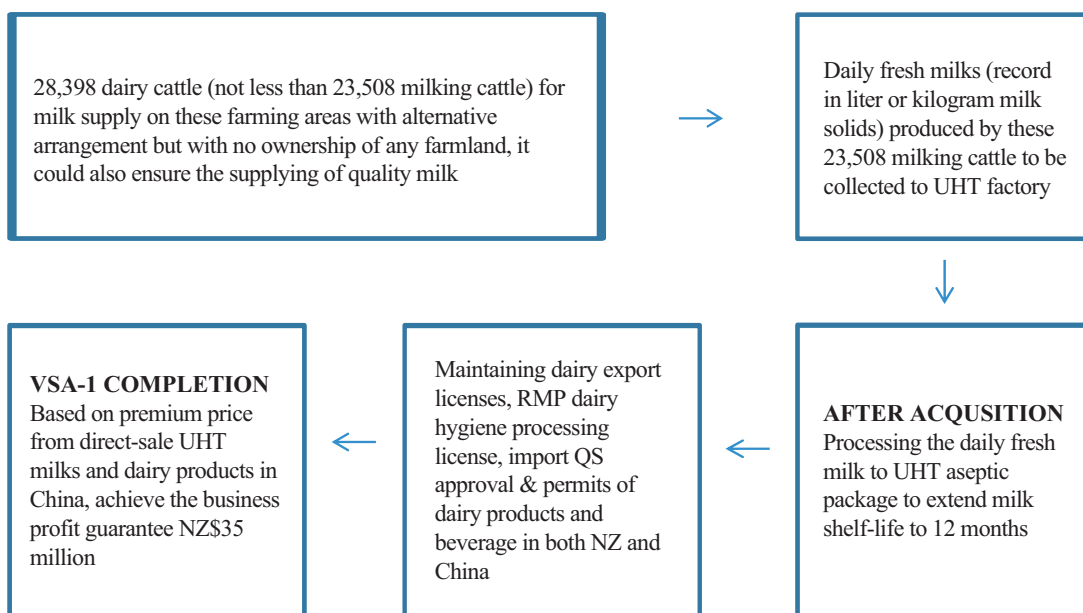 28,398 dairy cattle (not less than 23,508 milking cattle) for
milk supply on these farming areas with alternative
arrangement but with no ownership of any farmland, it
could also ensure the supplying of quality milk
Daily fresh milks (record
in liter or kilogram milk
solids) produced by these
23,508 milking cattle to be
collected to UHT factory
AFTER ACQUSITION
Processing the daily fresh
milk to UHT aseptic
package to extend milk
shelf-life to 12 months
Maintaining dairy export
licenses, RMP dairy
hygiene processing
license, import QS
approval & permits of
dairy products and
beverage in both NZ and
China
VSA-1 COMPLETION
Based on premium price
from direct-sale UHT
milks and dairy products in
China, achieve the business
profit guarantee NZ$35
million